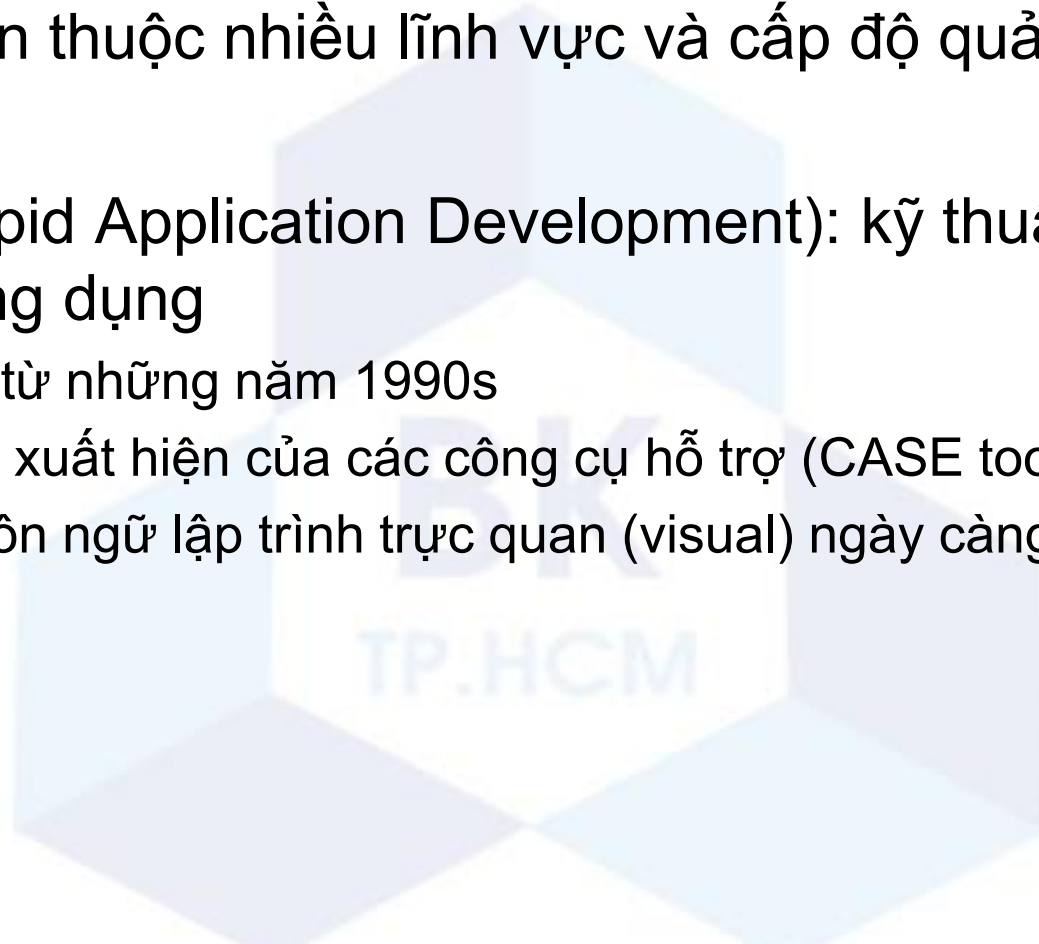 n thuộc nhiều lĩnh vực và cấp độ quả
pid Application Development): kỹ thua
ng dụng
từ những năm 1990s
xuất hiện của các công cụ hỗ trợ (CASE too
ôn ngữ lập trình trực quan (visual) ngày càng
BK
TP.HCM